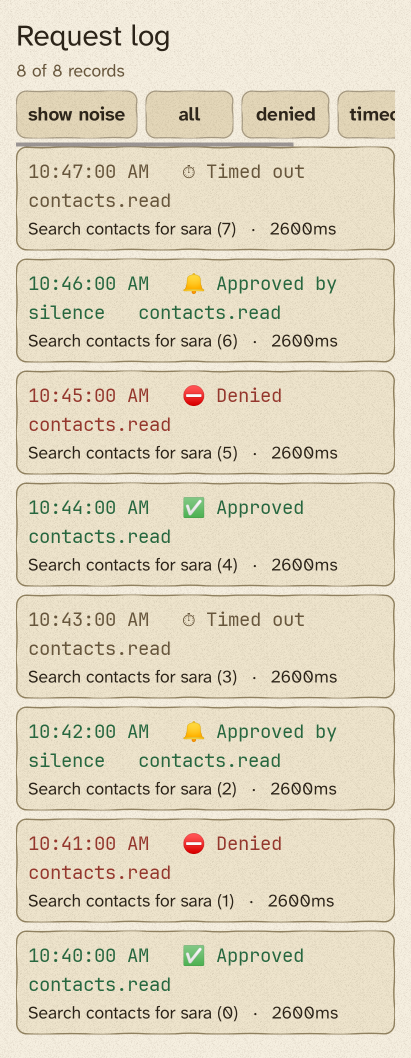 Request log
8 of 8 records
show noise all denied
10:47:00 AM ⏱ Timed out
contacts.read
Search contacts for sara (7) · 2600ms
10:46:00 AM 🔔 Approved by
silence contacts.read
Search contacts for sara (6) · 2600ms
10:45:00 AM ⛔ Denied
contacts.read
Search contacts for sara (5) · 2600ms
10:44:00 AM ✅ Approved
contacts.read
Search contacts for sara (4) · 2600ms
10:43:00 AM ⏱ Timed out
contacts.read
Search contacts for sara (3) · 2600ms
10:42:00 AM 🔔 Approved by
silence contacts.read
Search contacts for sara (2) · 2600ms
10:41:00 AM ⛔ Denied
contacts.read
Search contacts for sara (1) · 2600ms
10:40:00 AM ✅ Approved
contacts.read
Search contacts for sara (0) · 2600ms